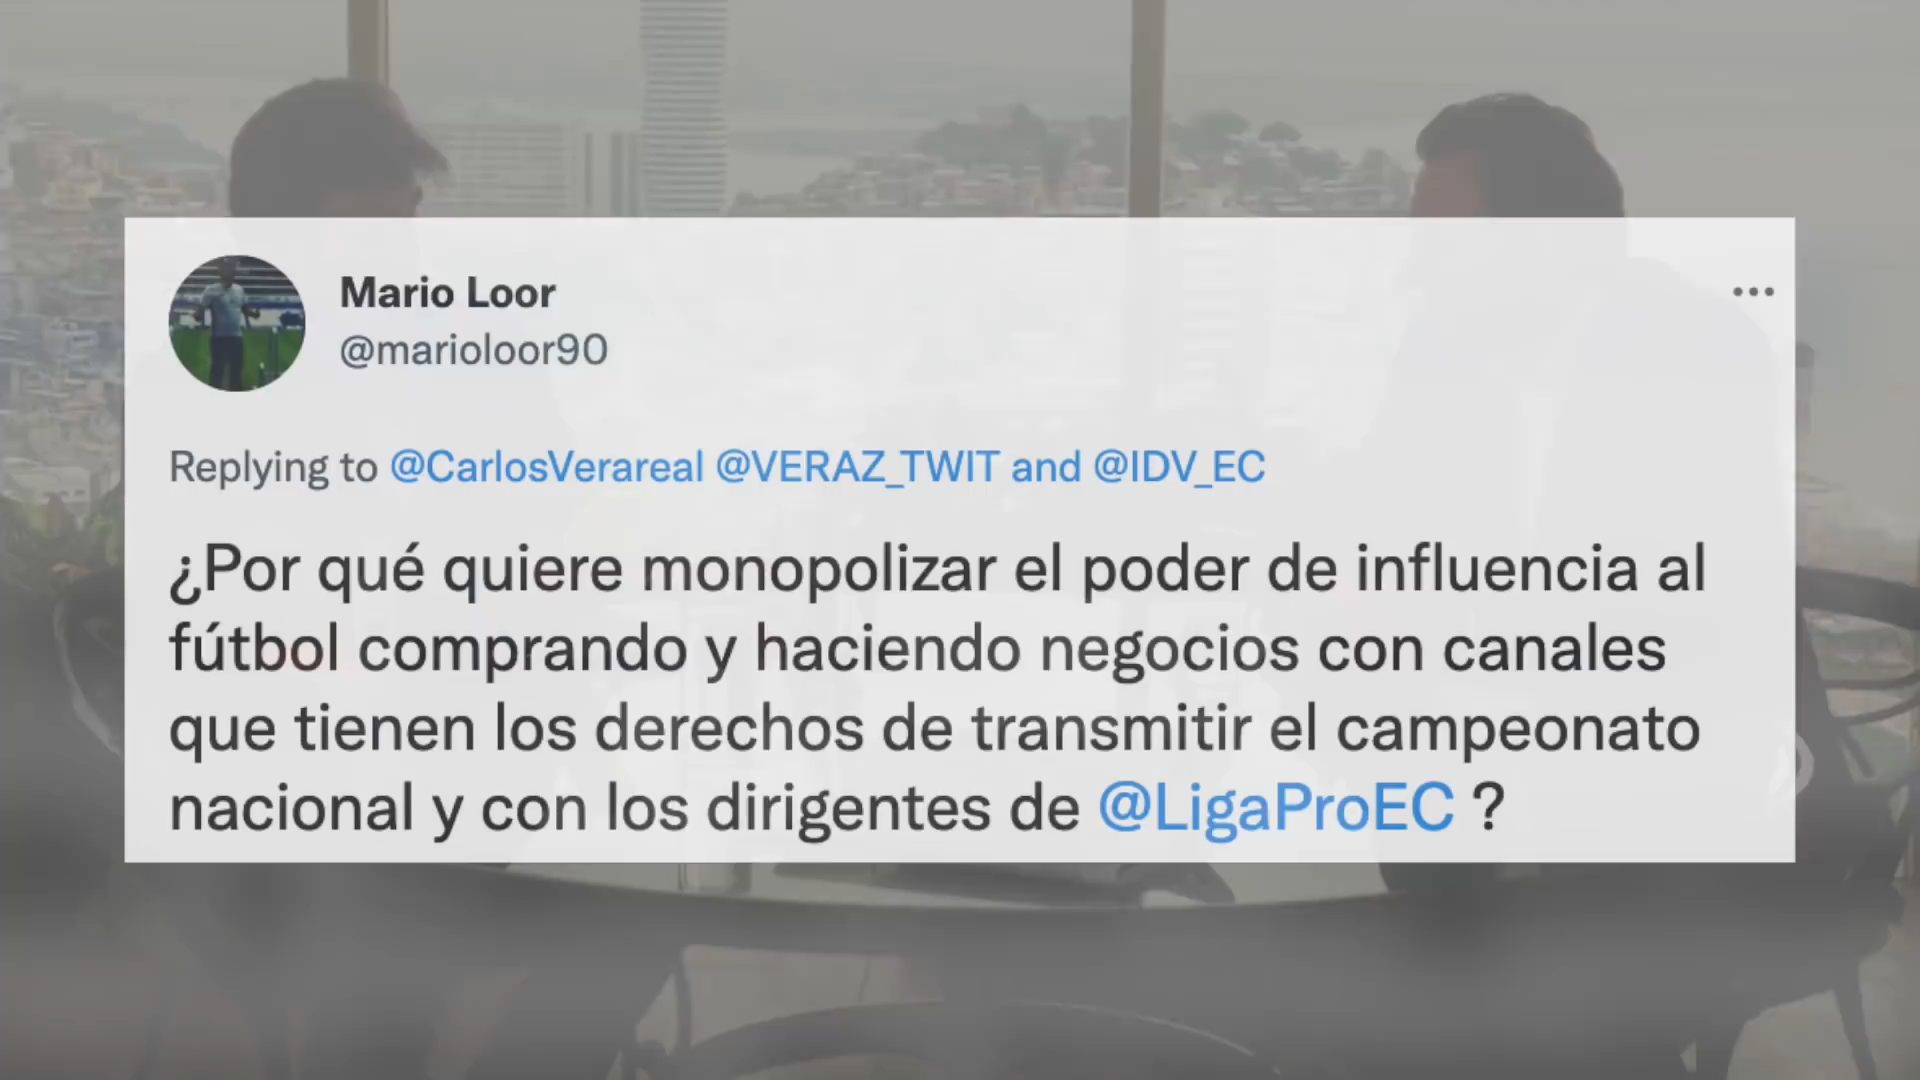 Mario Loor
@marioloor90
Replying to @CarlosVerareal @VERAZ_TWIT and @IDV_EC
¿Por qué quiere monopolizar el poder de influencia al
fútbol comprando y haciendo negocios con canales
que tienen los derechos de transmitir el campeonato
nacional y con los dirigentes de @LigaProEC ?